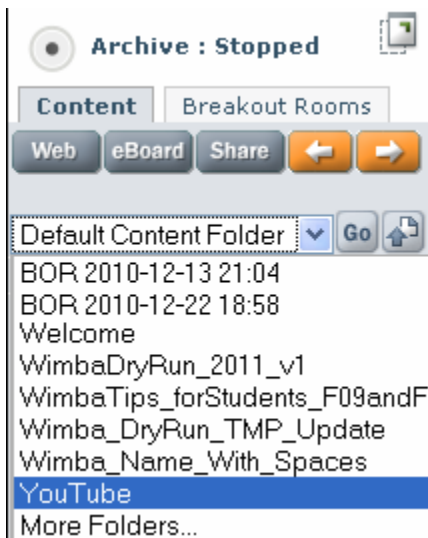 Archive : Stopped
Content Breakout Rooms
Web eBoard Share
Default Content Folder Go
BOR 2010-12-13 21:04
BOR 2010-12-22 18:58
Welcome
WimbaDryRun_2011_v1
WimbaTips_forStudents_F09andF
Wimba_DryRun_TMP_Update
Wimba_Name_With_Spaces
YouTube
More Folders...